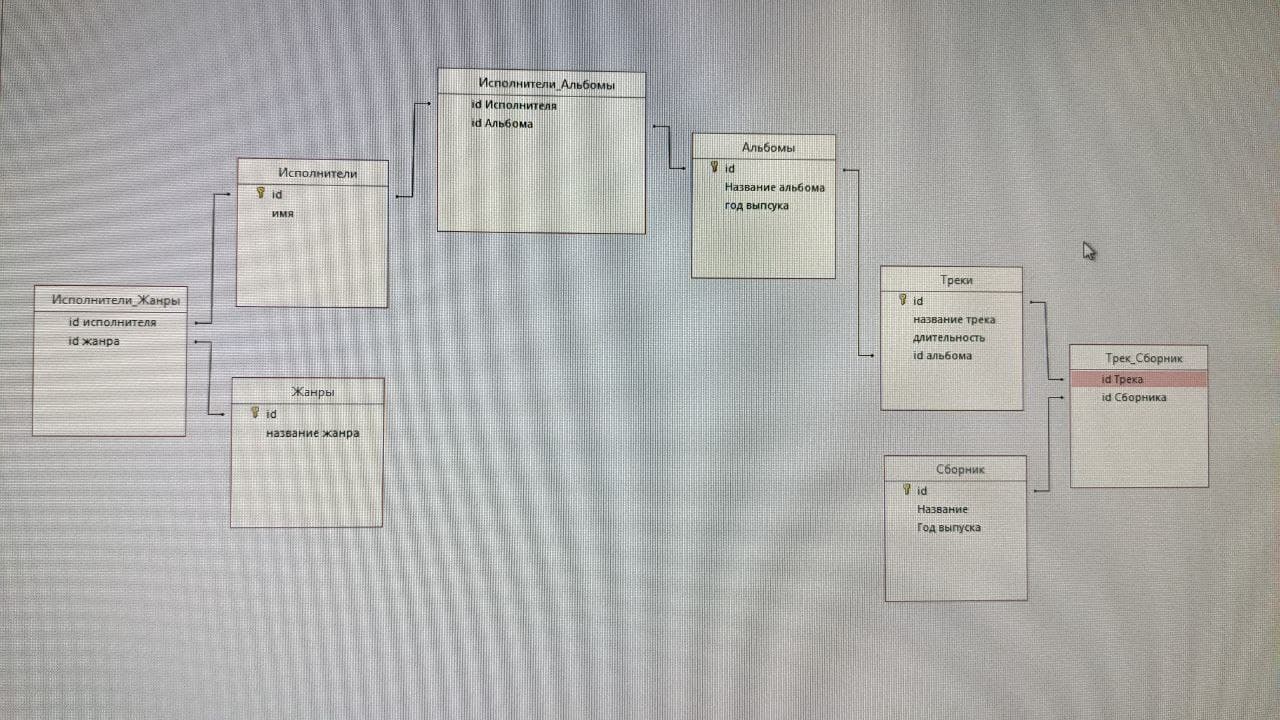 Исполнители_Альбомы
id Исполнителя
id Альбома
Альбомы
id
Название альбома
год выпсука
Исполнители
id
имя
Исполнители_Жанры
id исполнителя
id жанра
Жанры
id
название жанра
Треки
id
название трека
длительность
id альбома
Трек_Сборник
id Трека
id Сборника
Сборник
id
Название
Год выпуска